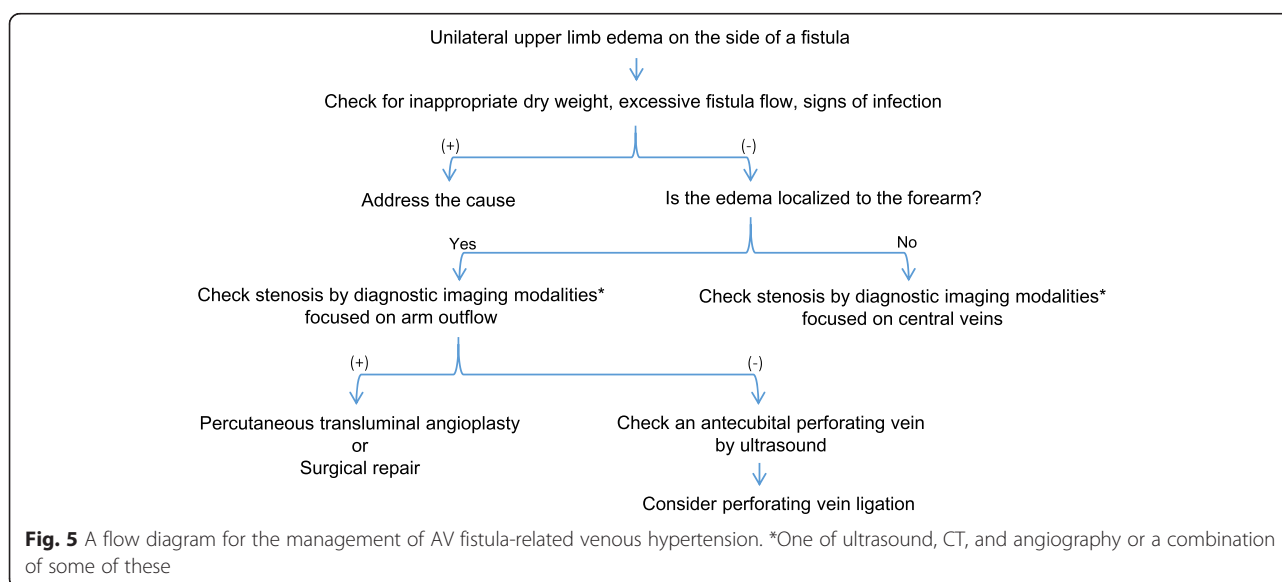 Unilateral upper limb edema on the side of a fistula
Check for inappropriate dry weight, excessive fistula flow, signs of infection
(+)
(-)
Address the cause
Is the edema localized to the forearm?
Yes
No
Check stenosis by diagnostic imaging modalities*
focused on arm outflow
Check stenosis by diagnostic imaging modalities*
focused on central veins
(+)
(-)
Percutaneous transluminal angioplasty
or
Surgical repair
Check an antecubital perforating vein
by ultrasound
Consider perforating vein ligation
Fig. 5 A flow diagram for the management of AV fistula-related venous hypertension. *One of ultrasound, CT, and angiography or a combination
of some of these